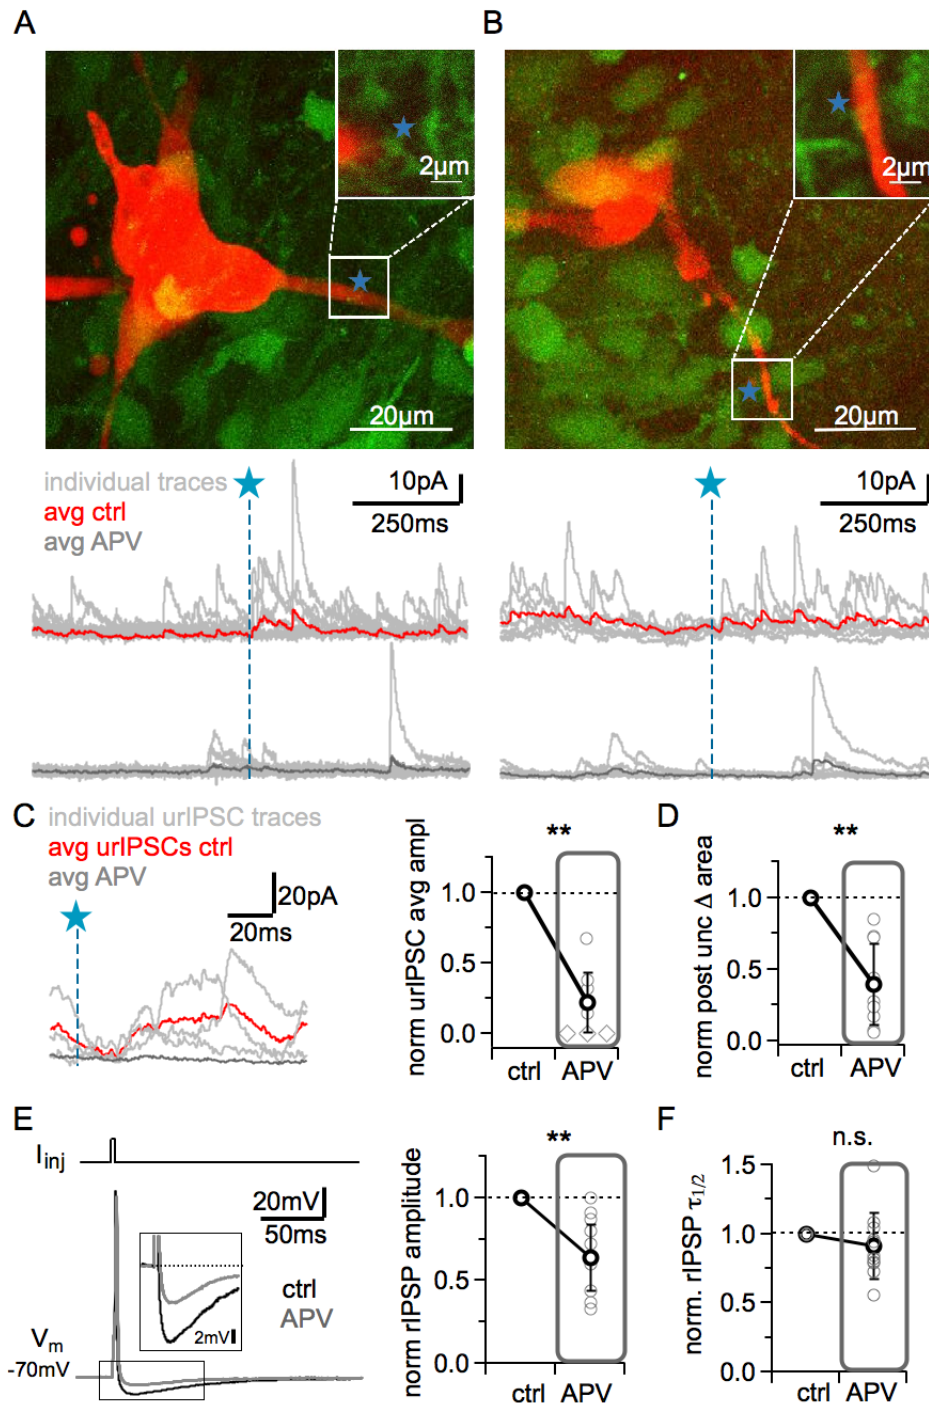 A
B
2μm
2μm
20μm
20μm
individual traces
avg ctrl
avg APV
10pA
250ms
10pA
250ms
C
individual urIPSC traces
avg urIPSCs ctrl
avg APV
20pA
20ms
norm urIPSC avg ampl
**
1.0
0.5
0.0
ctrl
APV
D
norm post unc Δ area
**
1.0
0.5
0.0
ctrl
APV
E
Iinj
20mV
50ms
ctrl
APV
2mV
Vm
-70mV
norm rIPSP amplitude
**
1.0
0.5
0.0
ctrl
APV
F
norm. rIPSP τ1/2
n.s.
1.5
1.0
0.5
0.0
ctrl
APV